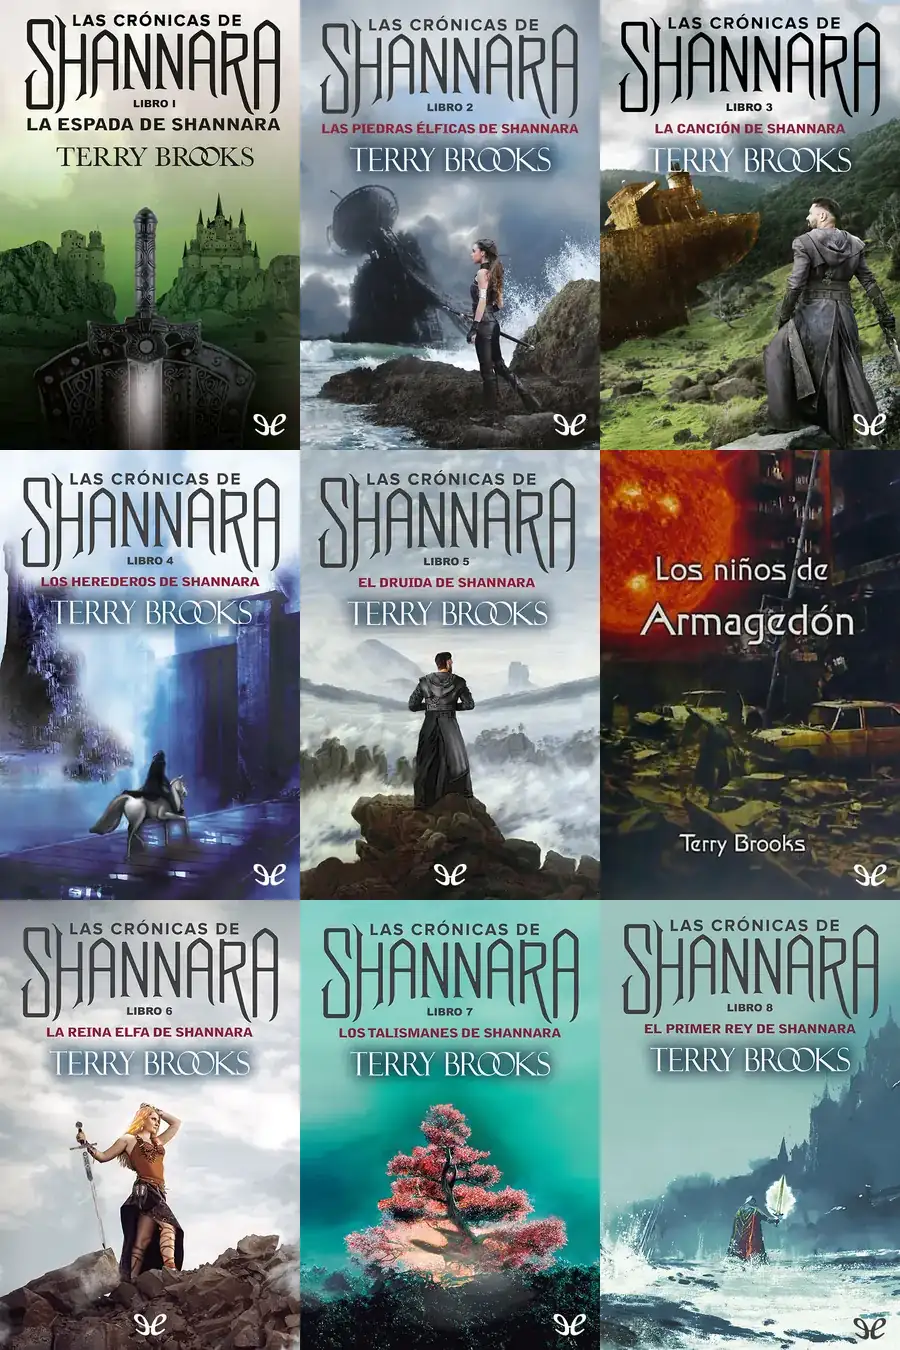 LAS CRÓNICAS DE
SHANNARA
LIBRO 1
LA ESPADA DE SHANNARA
TERRY BROOKS
LAS CRÓNICAS DE
SHANNARA
LIBRO 2
LAS PIEDRAS ÉLFICAS DE SHANNARA
TERRY BROOKS
LAS CRÓNICAS DE
SHANNARA
LIBRO 3
LA CANCIÓN DE SHANNARA
TERRY BROOKS
LAS CRÓNICAS DE
SHANNARA
LIBRO 4
LOS HEREDEROS DE SHANNARA
TERRY BROOKS
LAS CRÓNICAS DE
SHANNARA
LIBRO 5
EL DRUIDA DE SHANNARA
TERRY BROOKS
Los niños de
Armagedón
Terry Brooks
LAS CRÓNICAS DE
SHANNARA
LIBRO 6
LA REINA ELFA DE SHANNARA
TERRY BROOKS
LAS CRÓNICAS DE
SHANNARA
LIBRO 7
LOS TALISMANES DE SHANNARA
TERRY BROOKS
LAS CRÓNICAS DE
SHANNARA
LIBRO 8
EL PRIMER REY DE SHANNARA
TERRY BROOKS